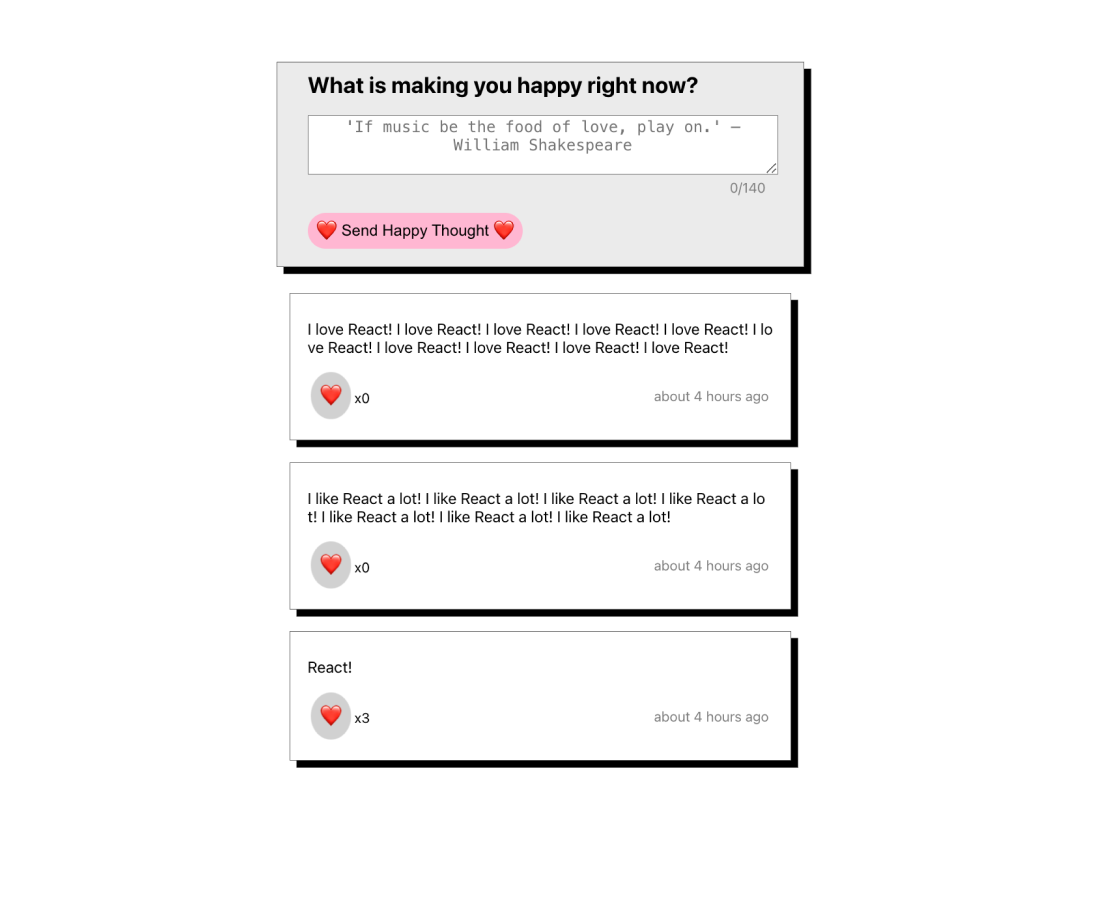 What is making you happy right now?
'If music be the food of love, play on.' –
William Shakespeare
0/140
❤️ Send Happy Thought ❤️
I love React! I love React! I love React! I love React! I love React! I lo
ve React! I love React! I love React! I love React! I love React!
❤️ x0 about 4 hours ago
I like React a lot! I like React a lot! I like React a lot! I like React a lo
t! I like React a lot! I like React a lot! I like React a lot!
❤️ x0 about 4 hours ago
React!
❤️ x3 about 4 hours ago